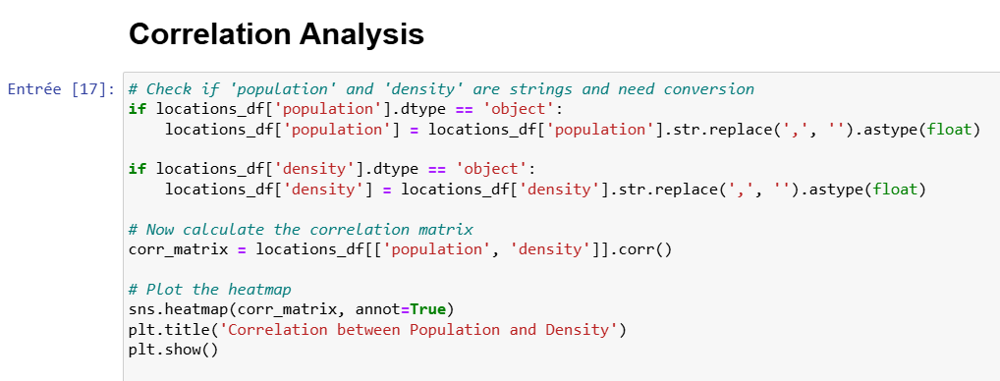 Correlation Analysis
Entrée [17]: # Check if 'population' and 'density' are strings and need conversion
if locations_df['population'].dtype == 'object':
    locations_df['population'] = locations_df['population'].str.replace(',', '').astype(float)
if locations_df['density'].dtype == 'object':
    locations_df['density'] = locations_df['density'].str.replace(',', '').astype(float)
# Now calculate the correlation matrix
corr_matrix = locations_df[['population', 'density']].corr()
# Plot the heatmap
sns.heatmap(corr_matrix, annot=True)
plt.title('Correlation between Population and Density')
plt.show()